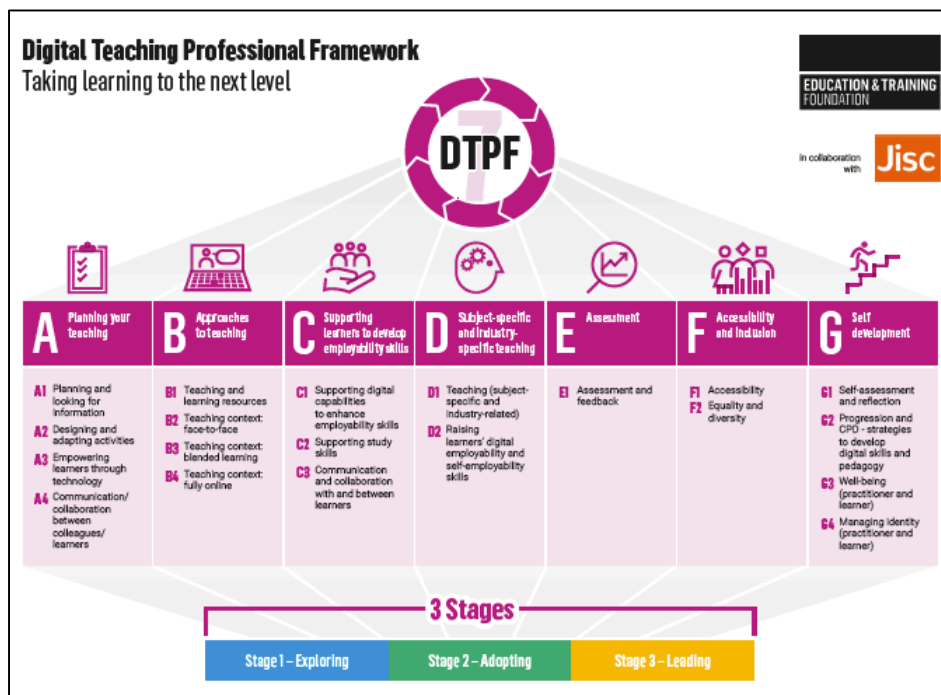 Digital Teaching Professional Framework
Taking learning to the next level
EDUCATION & TRAINING
FOUNDATION
in collaboration
with
Jisc
7
DTPF
A
Planning your
teaching
B
Approaches
to teaching
C
Supporting
learners to develop
employability skills
D
Subject-specific
and industry-
specific teaching
E
Assessment
F
Accessibility
and inclusion
G
Self
development
A1 Planning and
looking for
information
A2 Designing and
adapting activities
A3 Empowering
learners through
technology
A4 Communication/
collaboration
between
colleagues/
learners
B1 Teaching and
learning resources
B2 Teaching context:
face-to-face
B3 Teaching context:
blended learning
B4 Teaching context:
fully online
C1 Supporting digital
capabilities
to enhance
employability skills
C2 Supporting study
skills
C3 Communication
and collaboration
with and between
learners
D1 Teaching (subject-
specific and
industry-related)
D2 Raising
learners' digital
employability and
self-employability
skills
E1 Assessment and
feedback
F1 Accessibility
F2 Equality and
diversity
G1 Self-assessment
and reflection
G2 Progression and
CPD - strategies
to develop
digital skills and
pedagogy
G3 Well-being
(practitioner and
learner)
G4 Managing identity
(practitioner and
learner)
3 Stages
Stage 1 – Exploring
Stage 2 – Adopting
Stage 3 – Leading